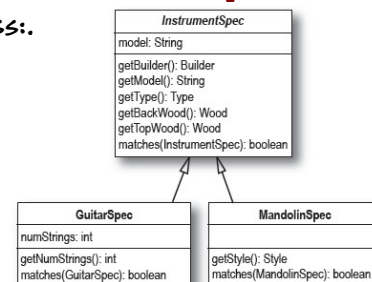 ss:.
InstrumentSpec
model: String
getBuilder(): Builder
getModel(): String
getType(): Type
getBackWood(): Wood
getTopWood(): Wood
matches(InstrumentSpec): boolean
GuitarSpec
numStrings: int
getNumStrings(): int
matches(GuitarSpec): boolean
MandolinSpec
getStyle(): Style
matches(MandolinSpec): boolean